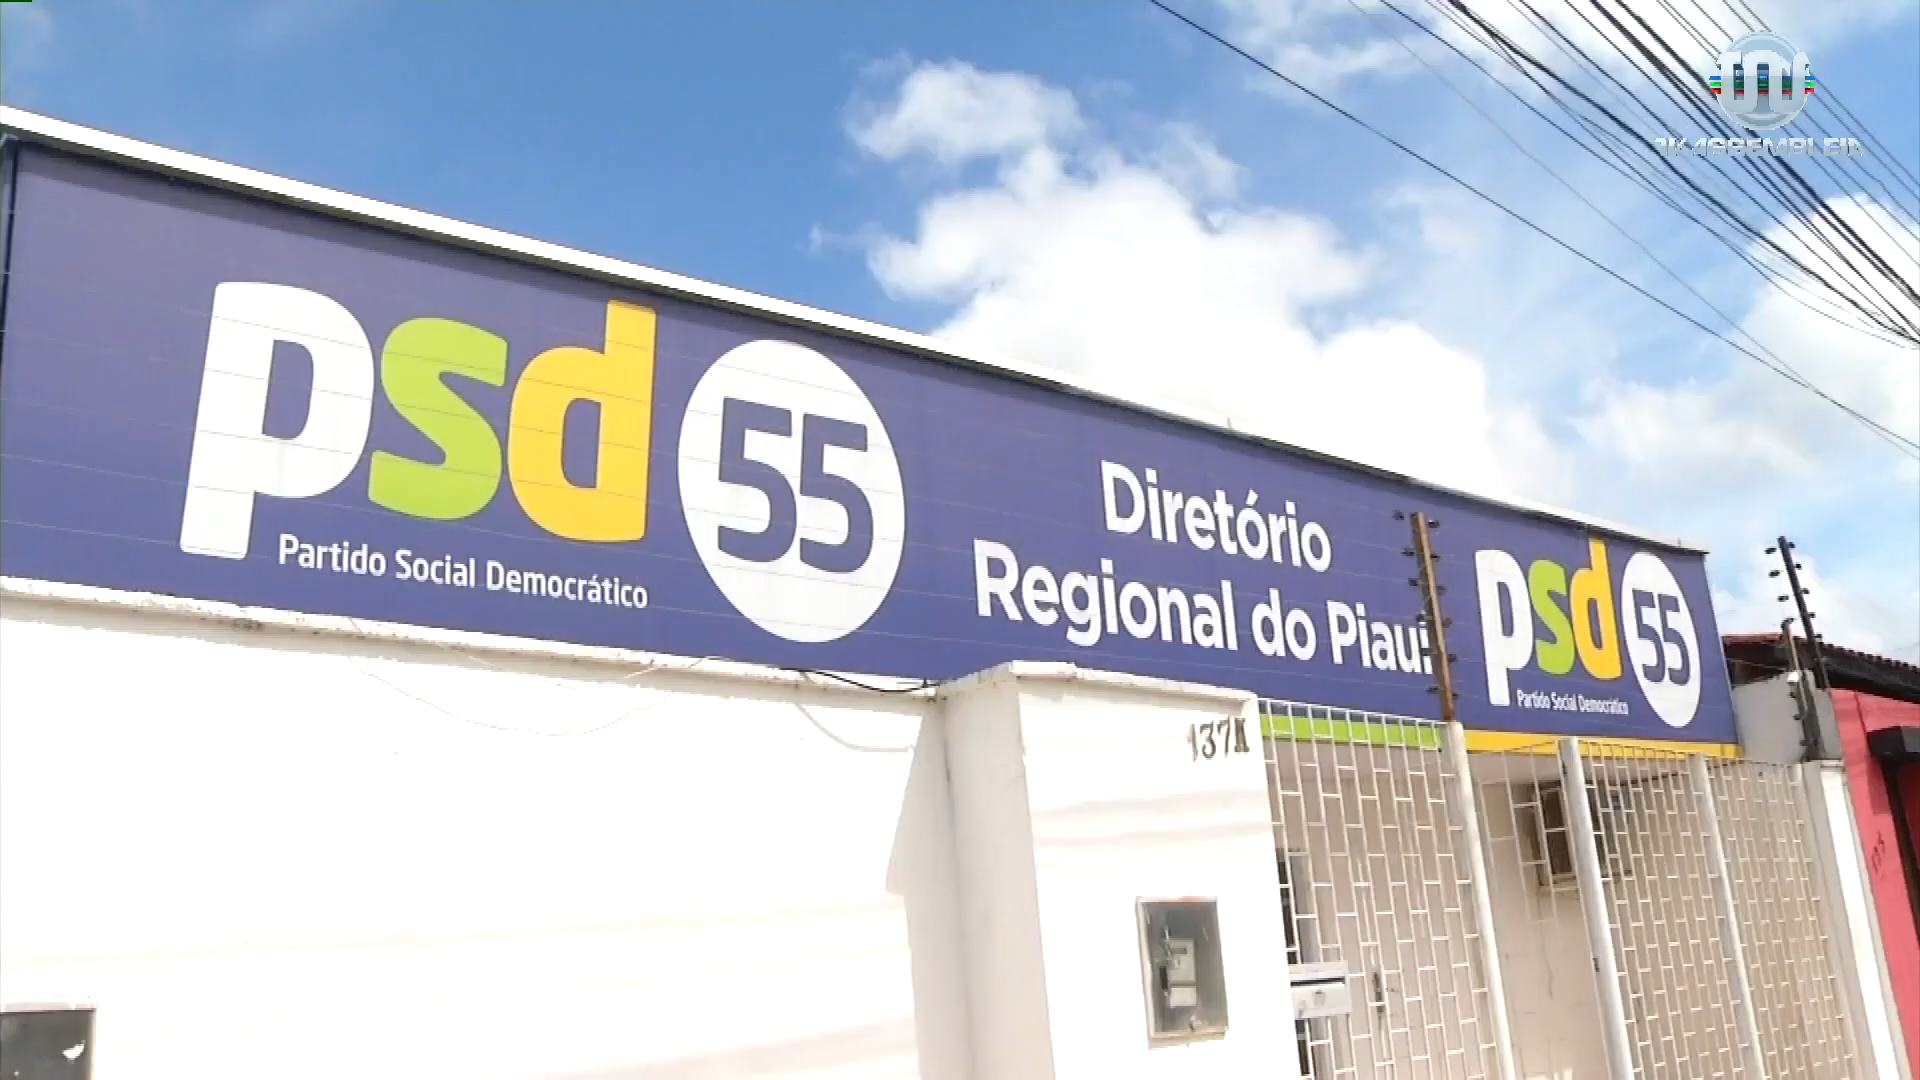 psd 55
Partido Social Democrático
Diretório
Regional do Piauí
psd 55
Partido Social Democrático
137